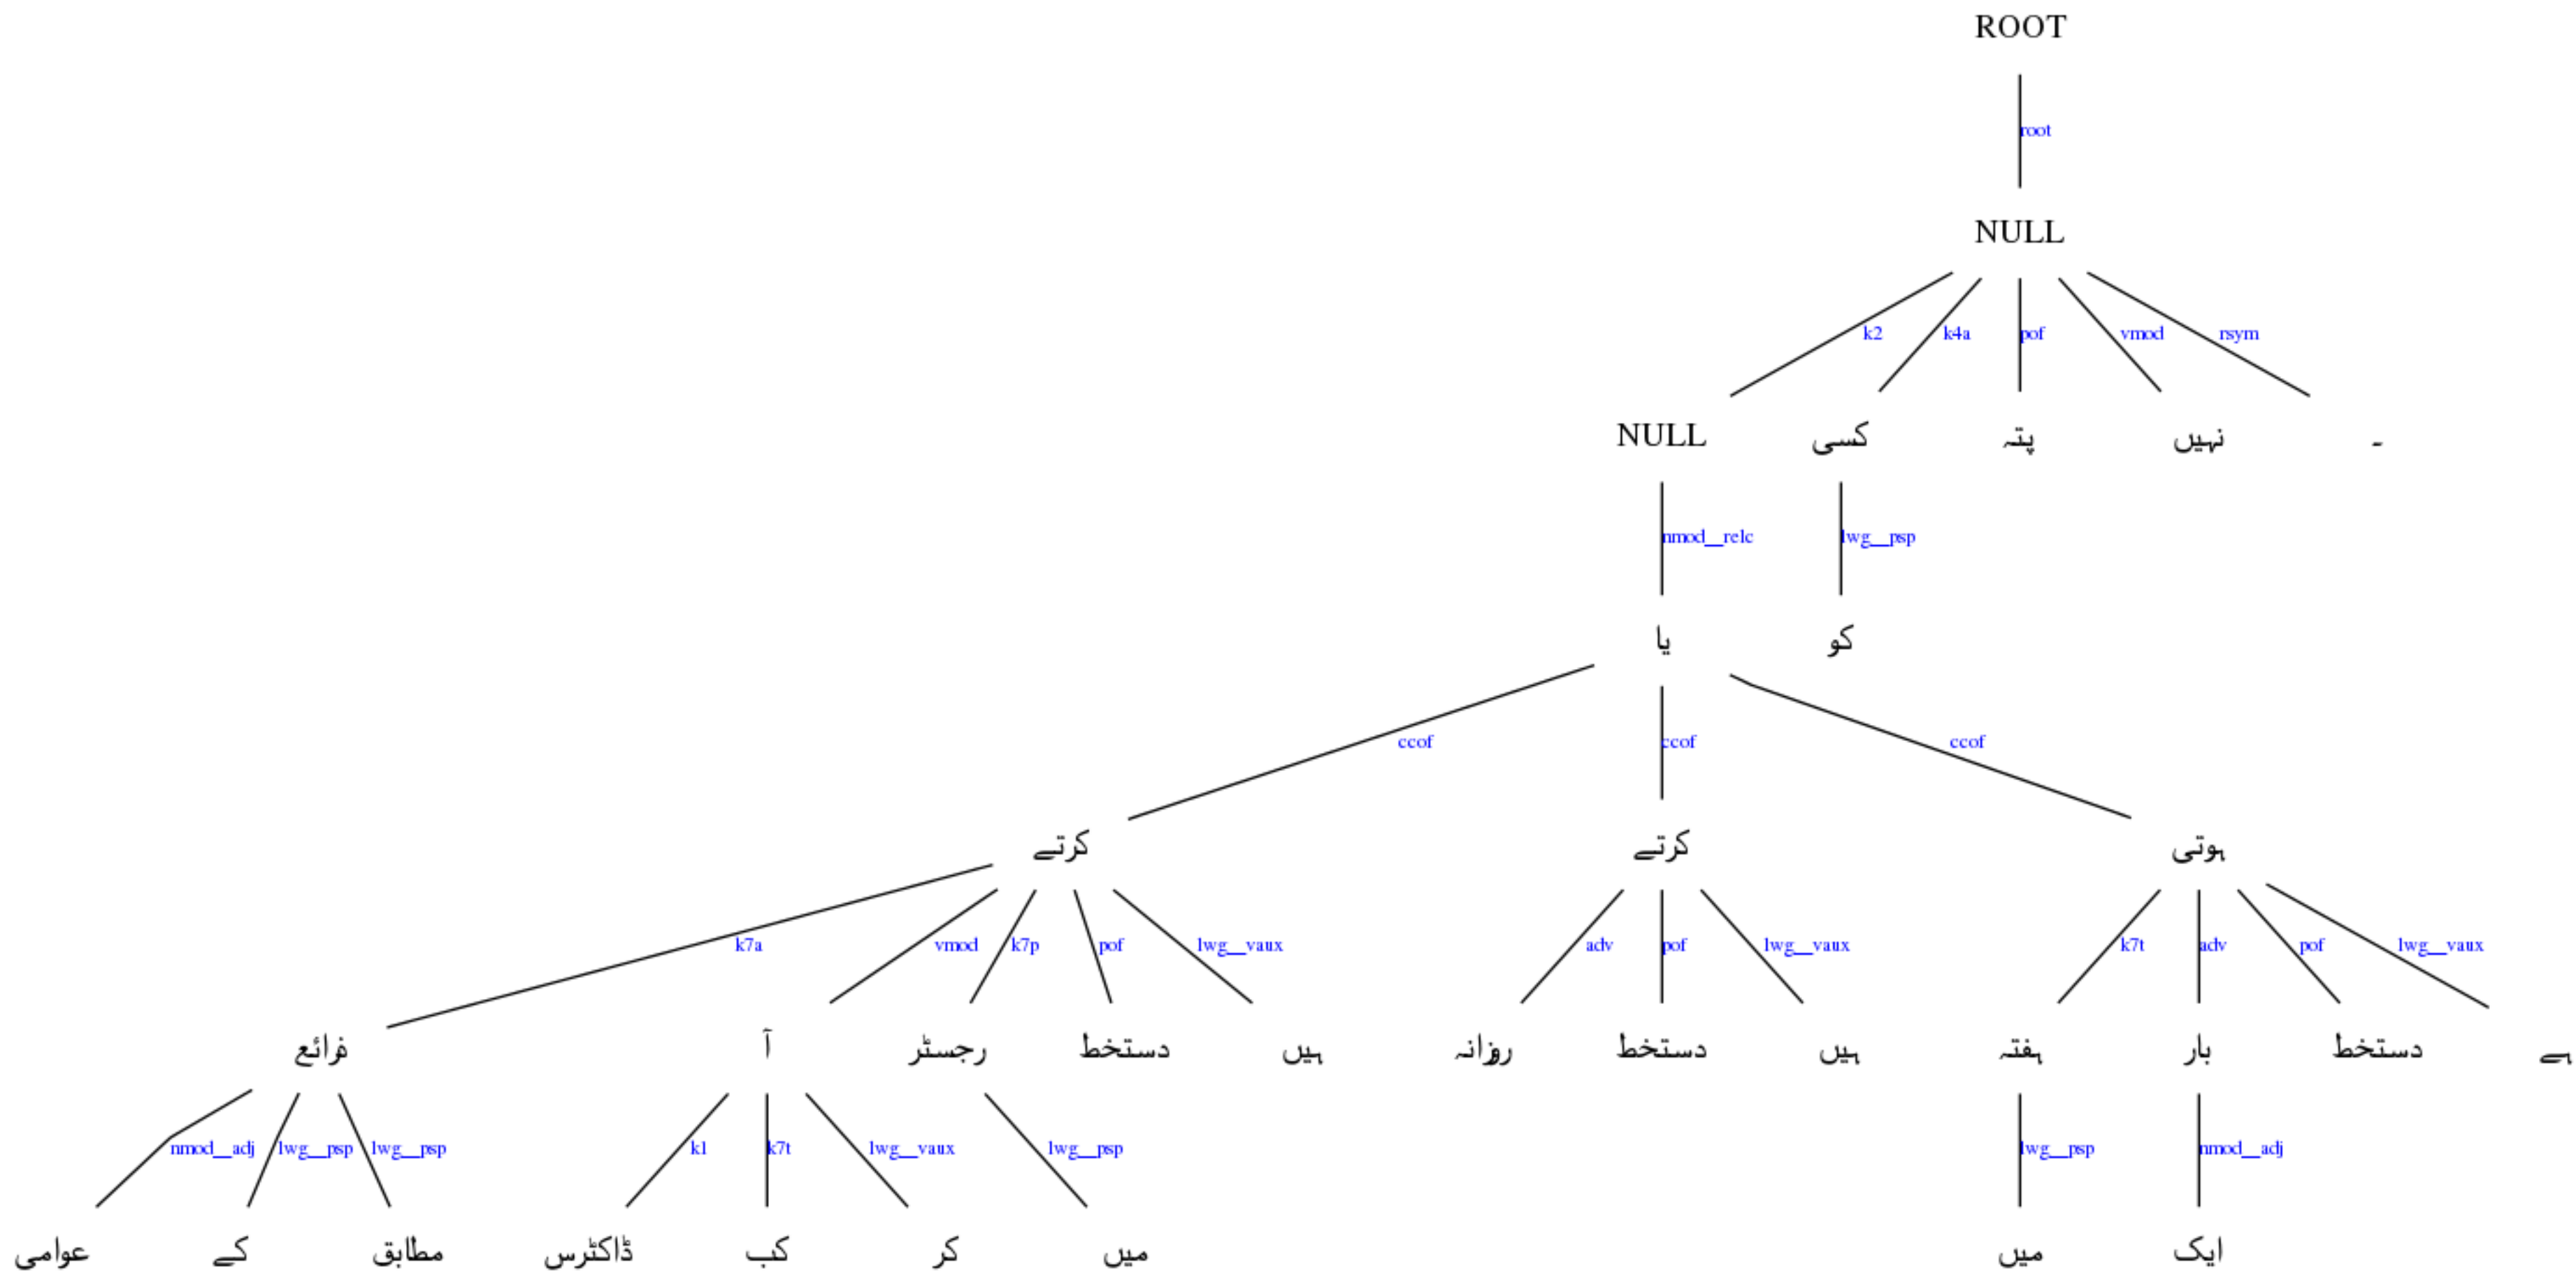 ROOT
root
NULL
k2 k4a pof vmod rsym
NULL کسی پتہ نہیں ۔
nmod__relc lwg__psp
یا کو
ccof ccof ccof
کرتے کرتے ہوتی
k7a vmod k7p pof lwg__vaux adv pof lwg__vaux k7t adv pof lwg__vaux
ذرائع آ رجسٹر دستخط ہیں روزانہ دستخط ہیں ہفتہ بار دستخط ہے
nmod__adj lwg__psp lwg__psp k1 k7t lwg__vaux lwg__psp lwg__psp nmod__adj
عوامی کے مطابق ڈاکٹرس کب کر میں میں ایک